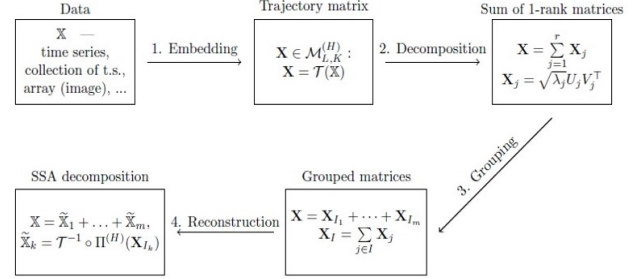 Data
𝕏 —
time series,
collection of t.s.,
array (image), ...
1. Embedding
Trajectory matrix
𝐗 ∈ ℳ_{L,K}^{(H)} :
𝐗 = 𝒯(𝕏)
2. Decomposition
Sum of 1-rank matrices
𝐗 = ∑_{j=1}^{r} 𝐗_j
𝐗_j = √λ_j U_j V_j^⊤
3. Grouping
Grouped matrices
𝐗 = 𝐗_{I_1} + ⋯ + 𝐗_{I_m}
𝐗_I = ∑_{j∈I} 𝐗_j
4. Reconstruction
SSA decomposition
𝕏 = 𝕏̃_1 + … + 𝕏̃_m,
𝕏̃_k = 𝒯^{−1} ∘ Π^{(H)}(𝐗_{I_k})